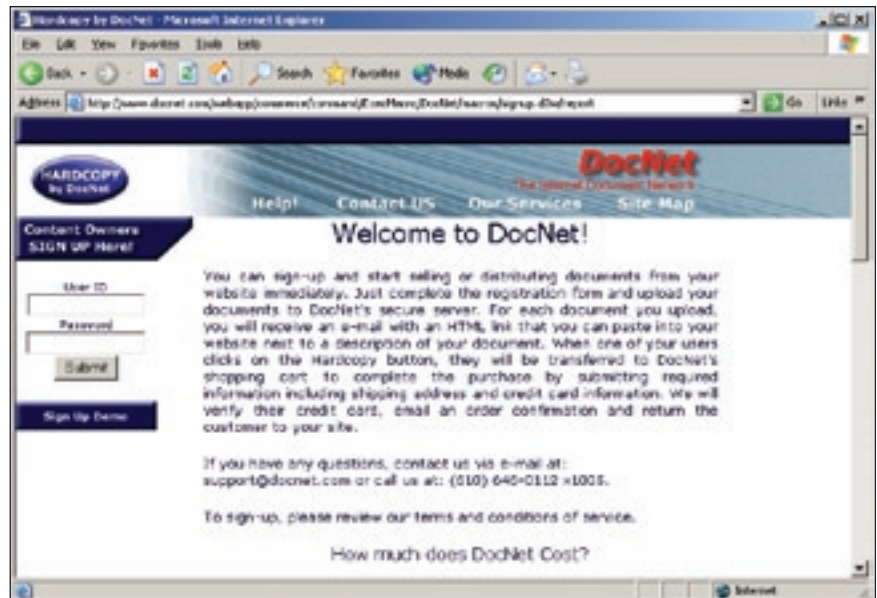 Hardcopy by DocNet - Microsoft Internet Explorer
File Edit View Favorites Tools Help
Back Search Favorites Media
Address Go Links »
HARDCOPY
by DocNet
DocNet
The Internet Document Network
Help! Contact US Our Services Site Map
Content Owners
SIGN UP Here!
User ID
Password
Submit
Sign Up Demo
Welcome to DocNet!
You can sign-up and start selling or distributing documents from your
website immediately. Just complete the registration form and upload your
documents to DocNet's secure server. For each document you upload,
you will receive an e-mail with an HTML link that you can paste into your
website next to a description of your document. When one of your users
clicks on the Hardcopy button, they will be transferred to DocNet's
shopping cart to complete the purchase by submitting required
information including shipping address and credit card information. We will
verify their credit card, email an order confirmation and return the
customer to your site.
If you have any questions, contact us via e-mail at:
support@docnet.com or call us at: (610) 645-0112 x1005.
To sign-up, please review our terms and conditions of service.
How much does DocNet Cost?
Internet